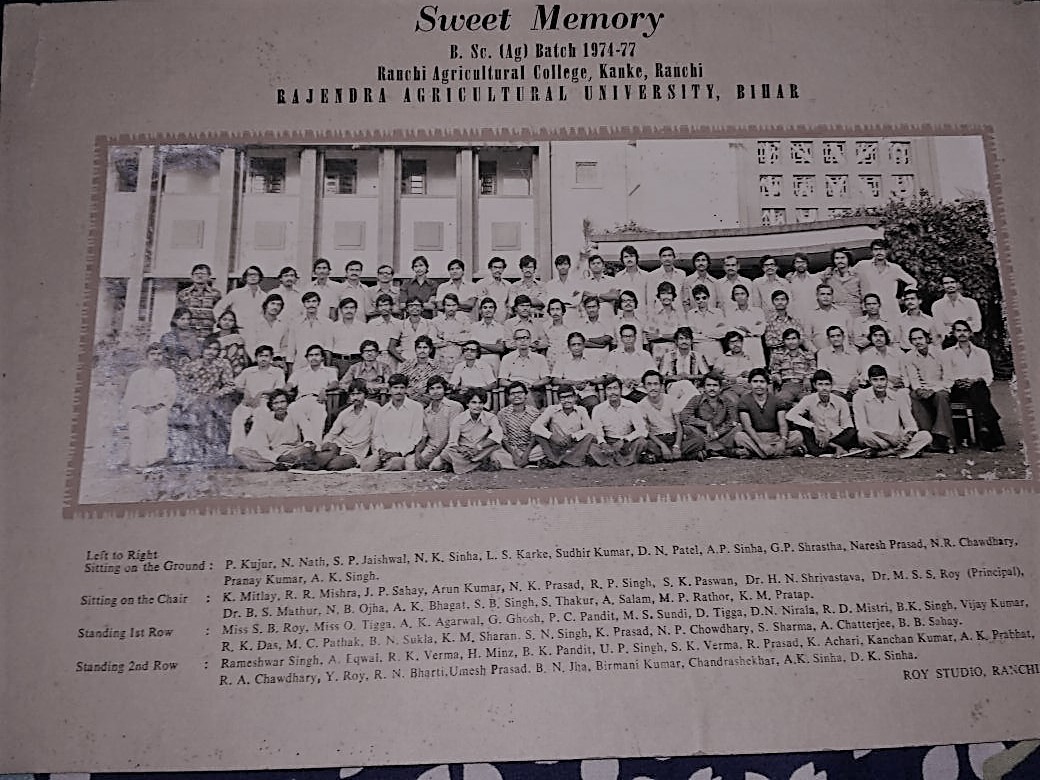 Sweet Memory
B. Sc. (Ag) Batch 1974-77
Ranchi Agricultural College, Kanke, Ranchi
RAJENDRA AGRICULTURAL UNIVERSITY, BIHAR
Left to Right
Sitting on the Ground : P. Kujur, N. Nath, S. P. Jaishwal, N. K. Sinha, L. S. Karke, Sudhir Kumar, D. N. Patel, A.P. Sinha, G.P. Shrastha, Naresh Prasad, N.R. Chawdhary,
Pranay Kumar, A. K. Singh.
Sitting on the Chair : K. Mitlay, R. R. Mishra, J. P. Sahay, Arun Kumar, N. K. Prasad, R. P. Singh, S. K. Paswan, Dr. H. N. Shrivastava, Dr. M. S. S. Roy (Principal),
Dr. B. S. Mathur, N. B. Ojha, A. K. Bhagat. S. B. Singh, S. Thakur, A. Salam, M. P. Rathor, K. M. Pratap.
Standing 1st Row : Miss S. B. Roy, Miss O. Tigga. A. K. Agarwal, G. Ghosh, P. C. Pandit, M. S. Sundi, D. Tigga, D.N. Nirala, R. D. Mistri, B.K. Singh, Vijay Kumar,
R. K. Das, M. C. Pathak, B. N. Sukla, K. M. Sharan. S. N. Singh, K. Prasad, N. P. Chowdhary, S. Sharma, A. Chatterjee, B. B. Sahay.
Standing 2nd Row : Rameshwar Singh, A. Eqwal, R. K. Verma, H. Minz, B. K. Pandit, U. P. Singh, S. K. Verma, R. Prasad, K. Achari, Kanchan Kumar, A. K. Prabhat,
R. A. Chawdhary, Y. Roy, R. N. Bharti, Umesh Prasad. B. N. Jha, Birmani Kumar, Chandrashekhar, A.K. Sinha, D. K. Sinha.
ROY STUDIO, RANCHI